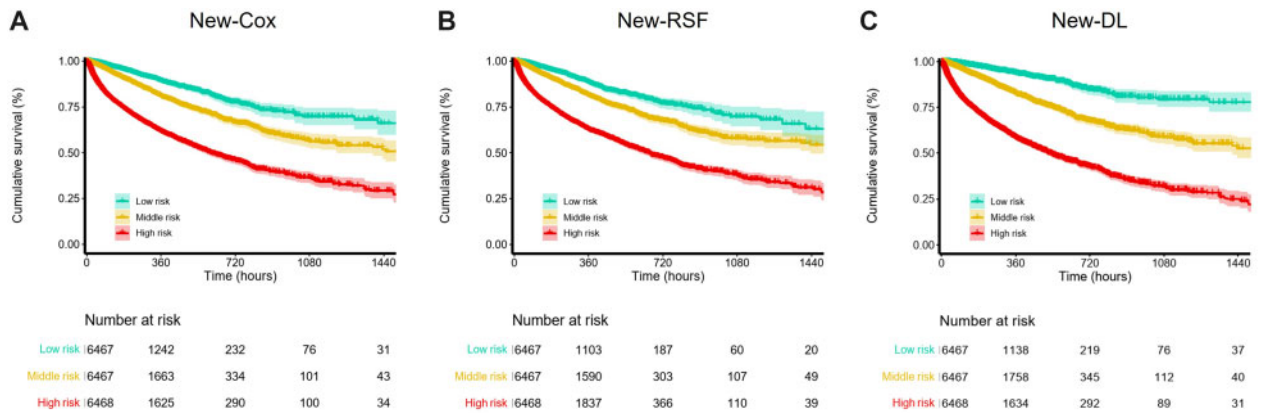 A New-Cox
Cumulative survival (%)
1.00
0.75
0.50
0.25
0.00
Low risk
Middle risk
High risk
0 360 720 1080 1440
Time (hours)
Number at risk
Low risk 6467 1242 232 76 31
Middle risk 6467 1663 334 101 43
High risk 6468 1625 290 100 34
B New-RSF
Cumulative survival (%)
1.00
0.75
0.50
0.25
0.00
Low risk
Middle risk
High risk
0 360 720 1080 1440
Time (hours)
Number at risk
Low risk 6467 1103 187 60 20
Middle risk 6467 1590 303 107 49
High risk 6468 1837 366 110 39
C New-DL
Cumulative survival (%)
1.00
0.75
0.50
0.25
0.00
Low risk
Middle risk
High risk
0 360 720 1080 1440
Time (hours)
Number at risk
Low risk 6467 1138 219 76 37
Middle risk 6467 1758 345 112 40
High risk 6468 1634 292 89 31